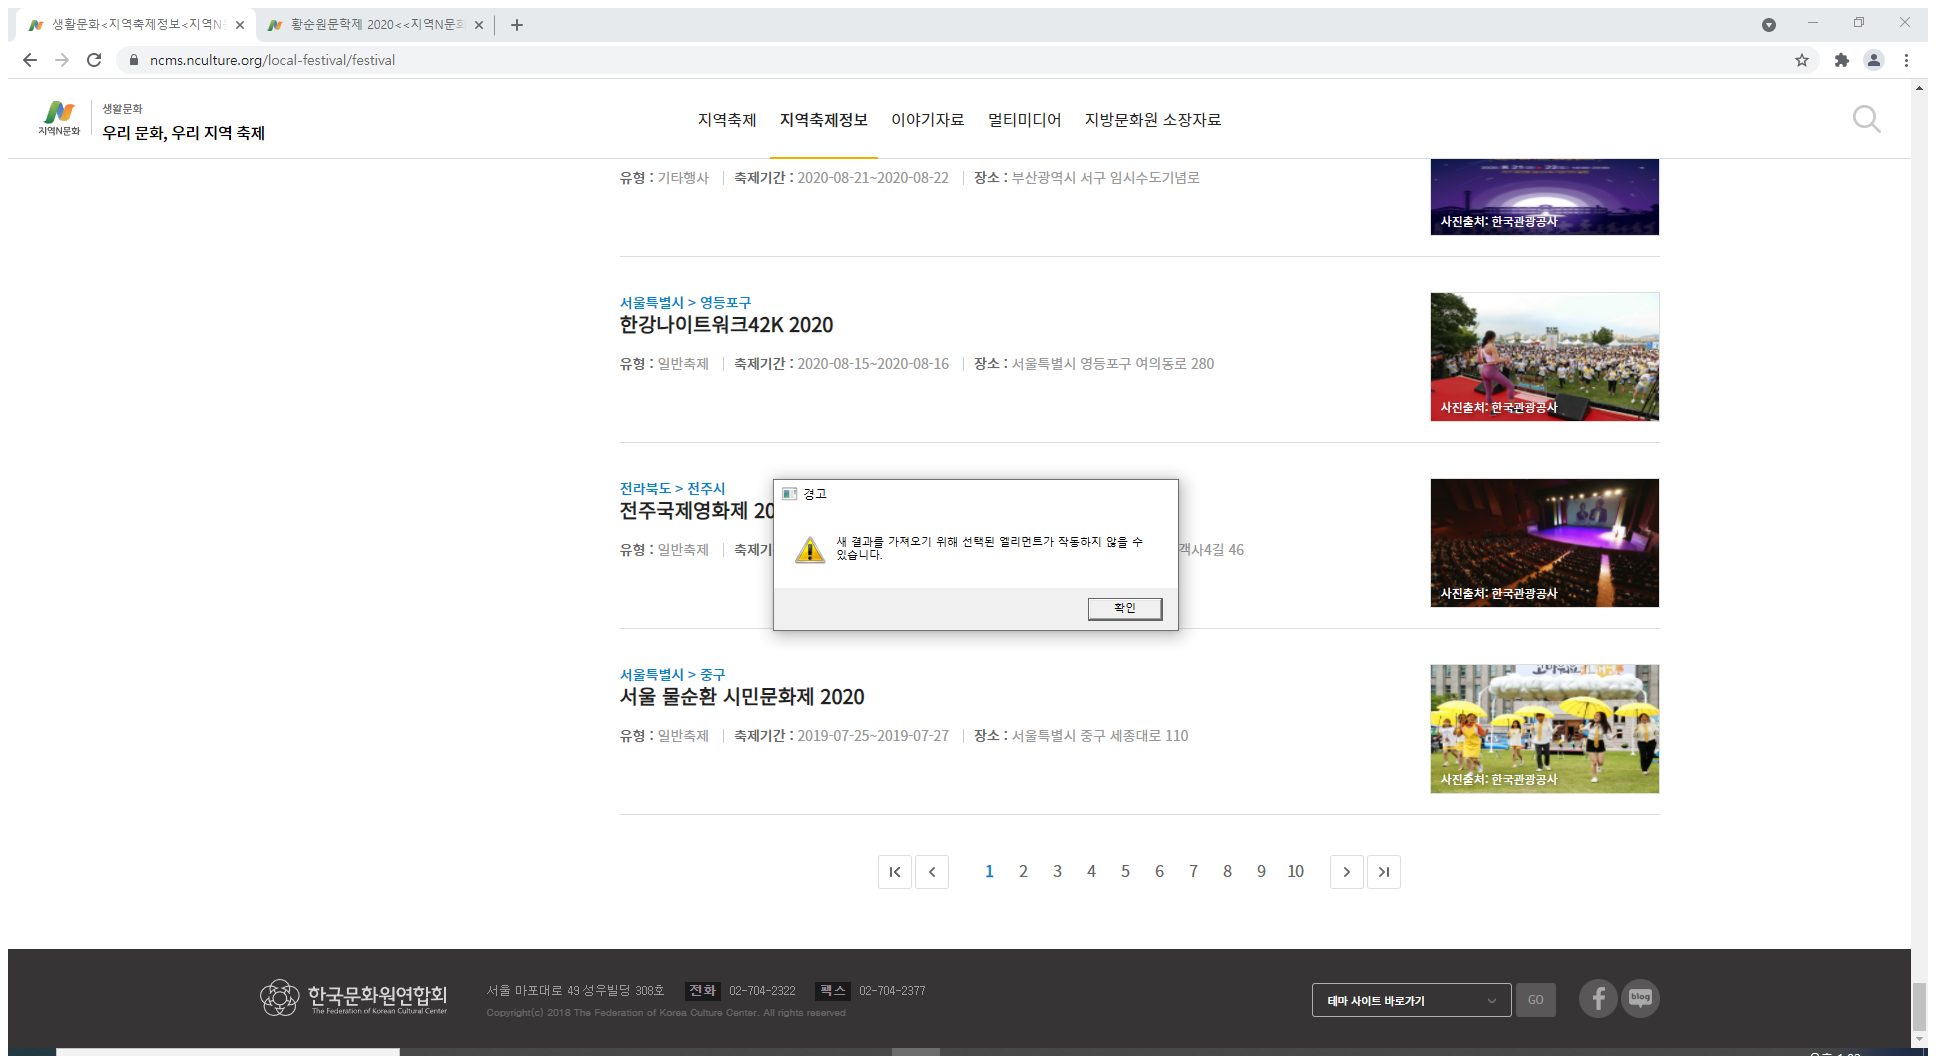 생활문화<지역축제정보<지역N
황순원문학제 2020<<지역N문화
ncms.nculture.org/local-festival/festival
지역N문화
생활문화
우리 문화, 우리 지역 축제
지역축제
지역축제정보
이야기자료
멀티미디어
지방문화원 소장자료
유형 : 기타행사
축제기간 : 2020-08-21~2020-08-22
장소 : 부산광역시 서구 임시수도기념로
사진출처: 한국관광공사
서울특별시 > 영등포구
한강나이트워크42K 2020
유형 : 일반축제
축제기간 : 2020-08-15~2020-08-16
장소 : 서울특별시 영등포구 여의동로 280
사진출처: 한국관광공사
전라북도 > 전주시
전주국제영화제 20
유형 : 일반축제
축제기
객사4길 46
사진출처: 한국관광공사
경고
새 결과를 가져오기 위해 선택된 엘리먼트가 작동하지 않을 수
있습니다.
확인
서울특별시 > 중구
서울 물순환 시민문화제 2020
유형 : 일반축제
축제기간 : 2019-07-25~2019-07-27
장소 : 서울특별시 중구 세종대로 110
사진출처: 한국관광공사
1 2 3 4 5 6 7 8 9 10
한국문화원연합회
The Federation of Korean Cultural Center
서울 마포대로 49 성우빌딩 308호
전화 02-704-2322
팩스 02-704-2377
Copyright(c) 2018 The Federation of Korea Culture Center. All rights reserved
테마 사이트 바로가기
GO
blog